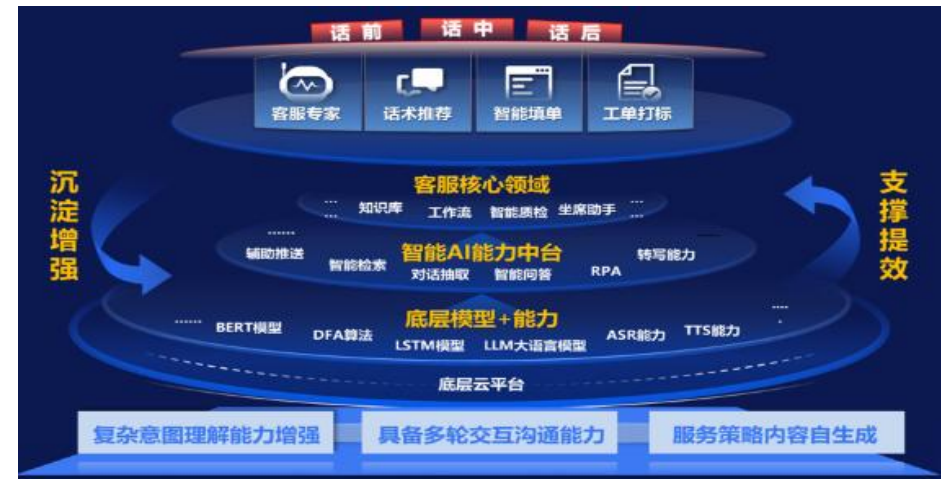 话前 话中 话后
客服专家 话术推荐 智能填单 工单打标
沉淀增强
支撑提效
客服核心领域
…… 知识库 工作流 智能质检 坐席助手 ……
……
辅助推送 智能检索 智能AI能力中台 转写能力
对话抽取 智能问答 RPA
底层模型+能力
…… BERT模型 DFA算法 LSTM模型 LLM大语言模型 ASR能力 TTS能力 ....
底层云平台
复杂意图理解能力增强 具备多轮交互沟通能力 服务策略内容自生成